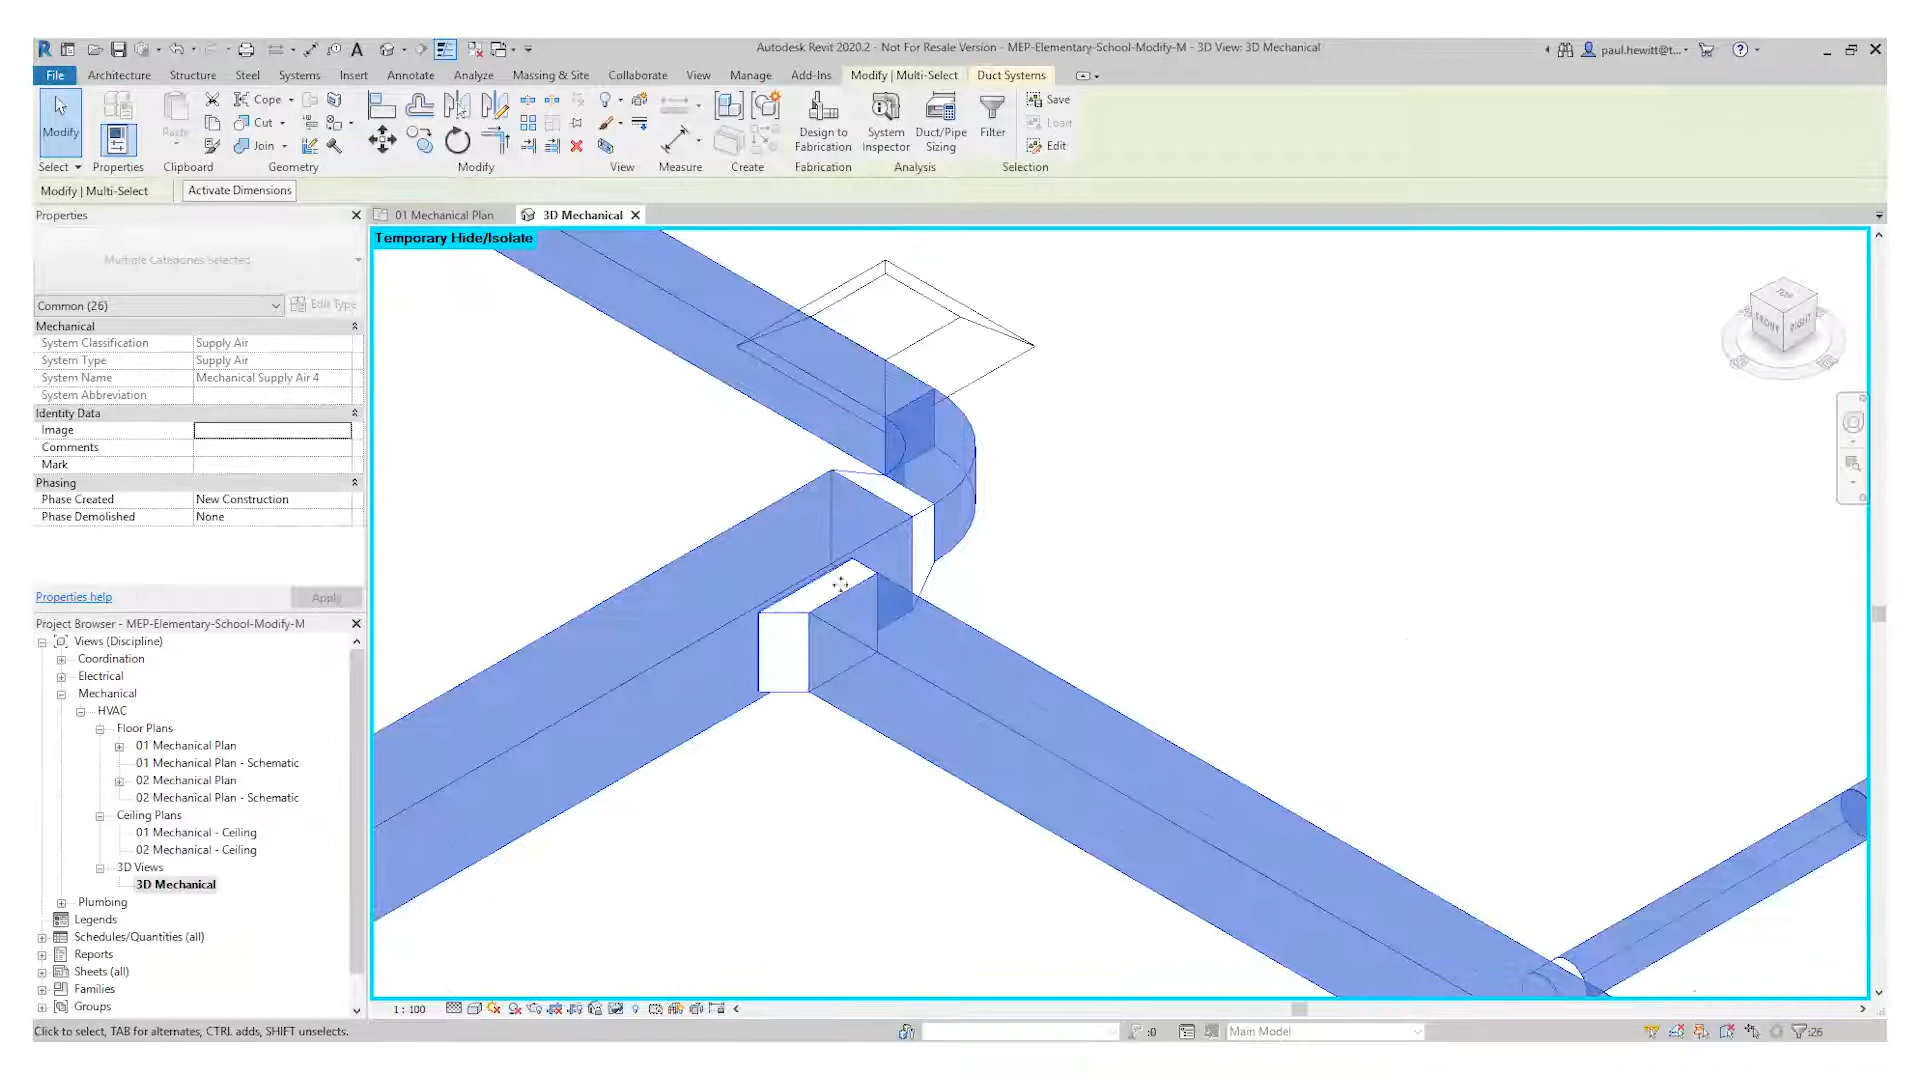 Autodesk Revit 2020.2 - Not For Resale Version - MEP-Elementary-School-Modify-M - 3D View: 3D Mechanical
paul.hewitt@t...
File Architecture Structure Steel Systems Insert Annotate Analyze Massing & Site Collaborate View Manage Add-Ins Modify | Multi-Select Duct Systems
Modify
Paste
Cope
Cut
Join
Design to Fabrication
System Inspector
Duct/Pipe Sizing
Filter
Save
Load
Edit
Select Properties Clipboard Geometry Modify View Measure Create Fabrication Analysis Selection
Modify | Multi-Select Activate Dimensions
Properties
01 Mechanical Plan
3D Mechanical
Temporary Hide/Isolate
Multiple Categories Selected
Common (26) Edit Type
Mechanical
System Classification Supply Air
System Type Supply Air
System Name Mechanical Supply Air 4
System Abbreviation
Identity Data
Image
Comments
Mark
Phasing
Phase Created New Construction
Phase Demolished None
Properties help Apply
Project Browser - MEP-Elementary-School-Modify-M
Views (Discipline)
Coordination
Electrical
Mechanical
HVAC
Floor Plans
01 Mechanical Plan
01 Mechanical Plan - Schematic
02 Mechanical Plan
02 Mechanical Plan - Schematic
Ceiling Plans
01 Mechanical - Ceiling
02 Mechanical - Ceiling
3D Views
3D Mechanical
Plumbing
Legends
Schedules/Quantities (all)
Reports
Sheets (all)
Families
Groups
TOP
FRONT RIGHT
1 : 100
Click to select, TAB for alternates, CTRL adds, SHIFT unselects.
:0
Main Model
:26